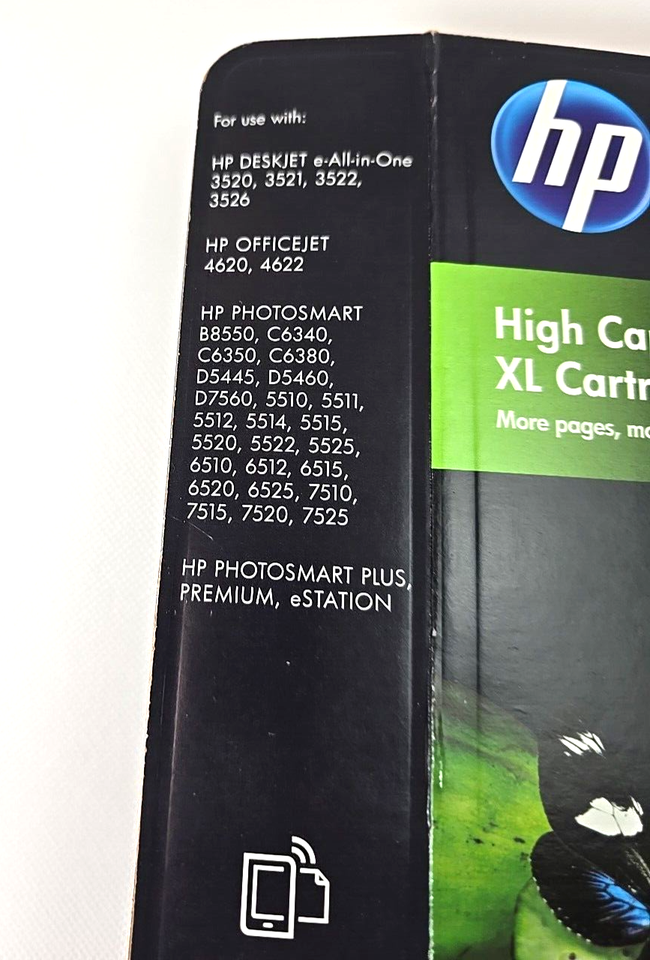 For use with:
HP DESKJET e-All-in-One
3520, 3521, 3522,
3526
HP OFFICEJET
4620, 4622
HP PHOTOSMART
B8550, C6340,
C6350, C6380,
D5445, D5460,
D7560, 5510, 5511,
5512, 5514, 5515,
5520, 5522, 5525,
6510, 6512, 6515,
6520, 6525, 7510,
7515, 7520, 7525
HP PHOTOSMART PLUS,
PREMIUM, eSTATION
hp
High Ca
XL Cartr
More pages, mo